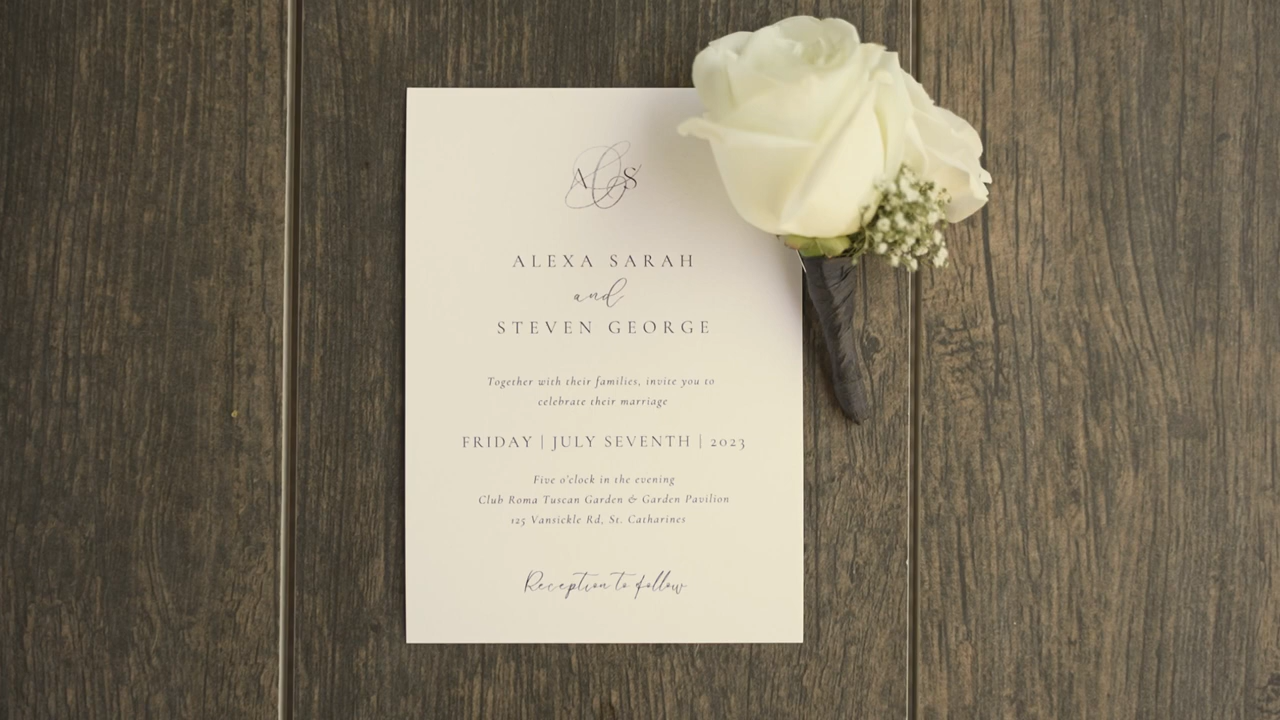 A & S
ALEXA SARAH
and
STEVEN GEORGE
Together with their families, invite you to
celebrate their marriage
FRIDAY | JULY SEVENTH | 2023
Five o'clock in the evening
Club Roma Tuscan Garden & Garden Pavilion
125 Vansickle Rd, St. Catharines
Reception to follow